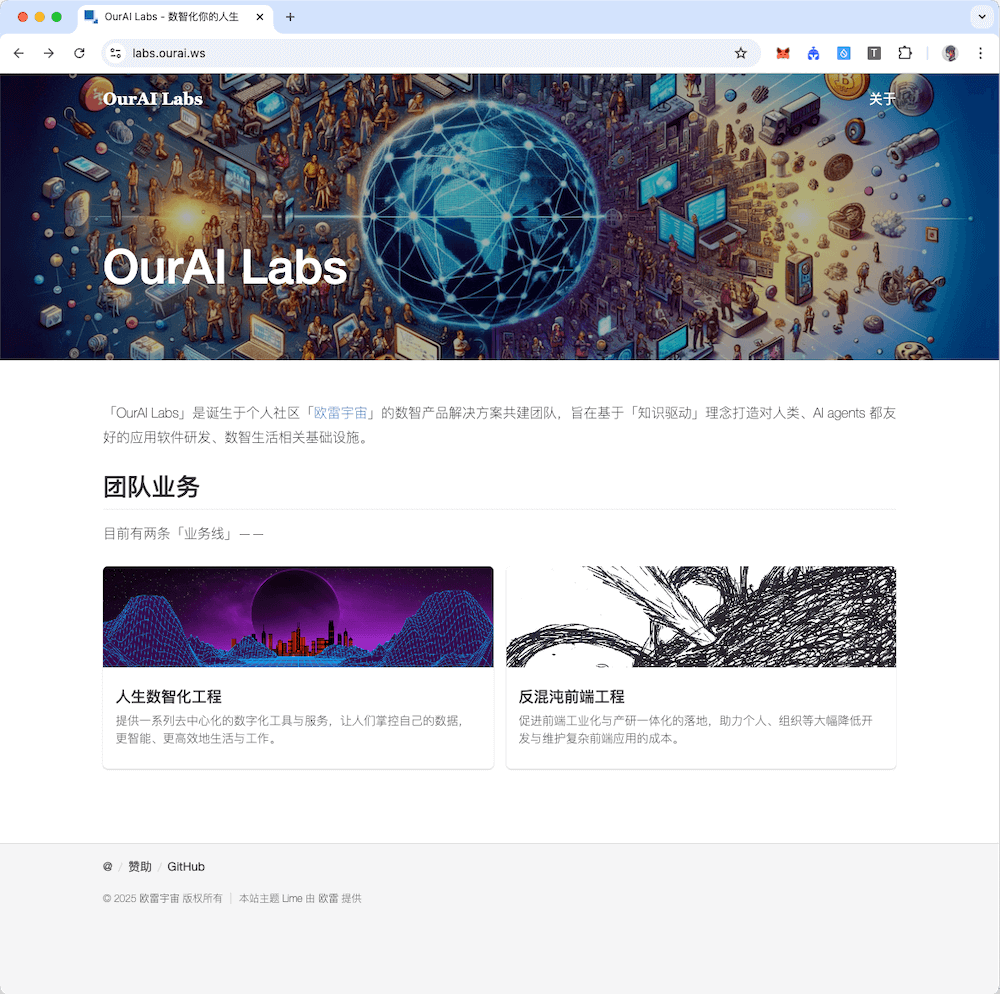 OurAI Labs - 数智化你的人生
labs.ourai.ws
OurAI Labs
关于
OurAI Labs
「OurAI Labs」是诞生于个人社区「欧雷宇宙」的数智产品解决方案共建团队，旨在基于「知识驱动」理念打造对人类、AI agents 都友
好的应用软件研发、数智生活相关基础设施。
团队业务
目前有两条「业务线」——
人生数智化工程
提供一系列去中心化的数字化工具与服务，让人们掌控自己的数据，
更智能、更高效地生活与工作。
反混沌前端工程
促进前端工业化与产研一体化的落地，助力个人、组织等大幅降低开
发与维护复杂前端应用的成本。
@ / 赞助 / GitHub
© 2025 欧雷宇宙 版权所有 | 本站主题 Lime 由 欧雷 提供